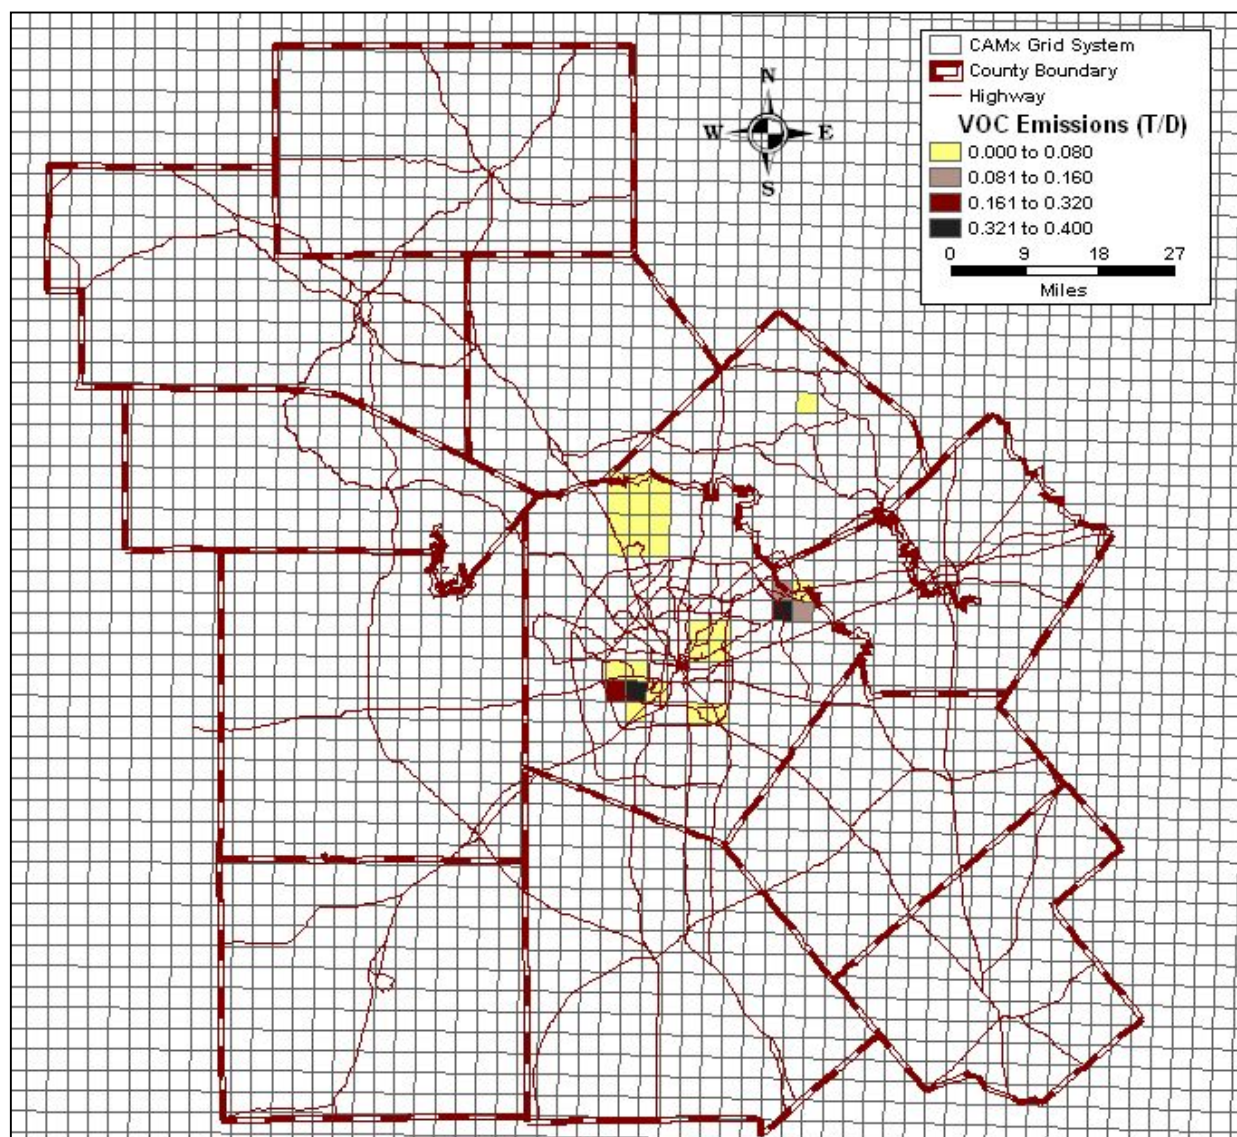 CAMx Grid System
County Boundary
Highway
VOC Emissions (T/D)
0.000 to 0.080
0.081 to 0.160
0.161 to 0.320
0.321 to 0.400
0 9 18 27
Miles
N
W E
S